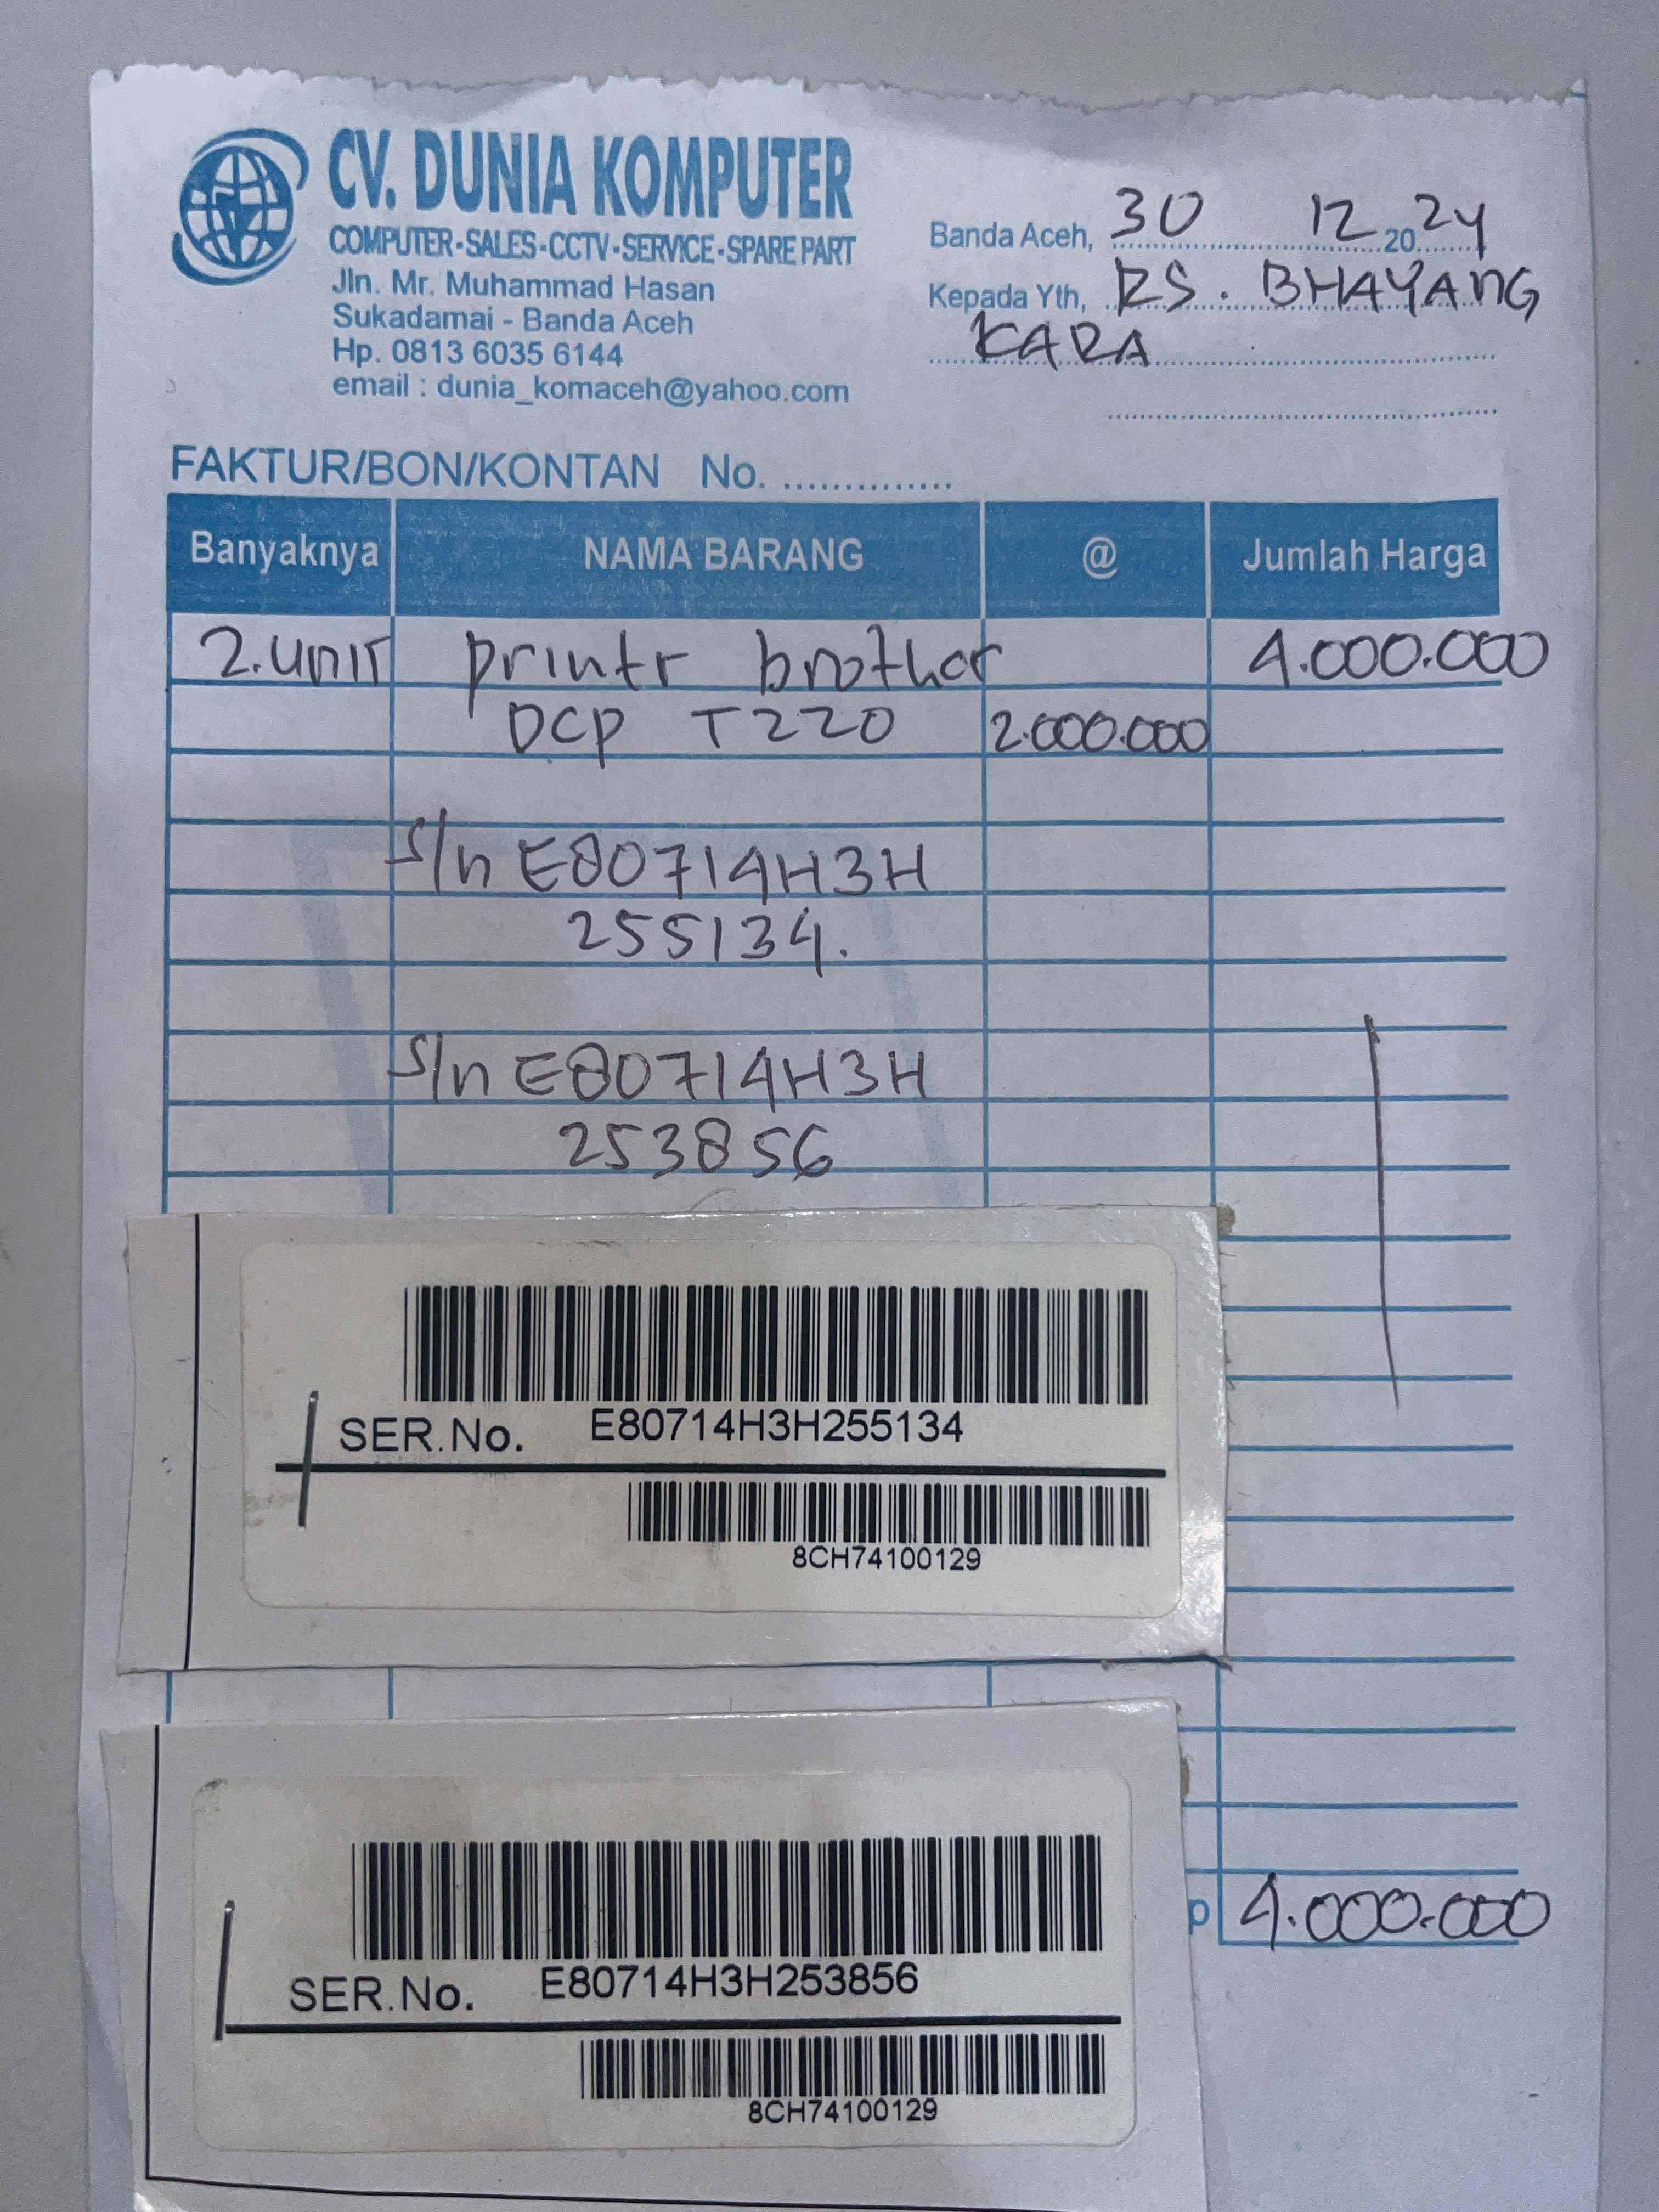 CV. DUNIA KOMPUTER
COMPUTER - SALES - CCTV - SERVICE - SPARE PART
Jln. Mr. Muhammad Hasan
Sukadamai - Banda Aceh
Hp. 0813 6035 6144
email : dunia_komaceh@yahoo.com
Banda Aceh, 30 12 2024
Kepada Yth, RS. BHAYANG
KARA
FAKTUR/BON/KONTAN No. ..............
Banyaknya NAMA BARANG @ Jumlah Harga
2.unit printr brother 4.000.000
DCP T220 2.000.000
S/n E80714H3H
255134.
S/n E80714H3H
253856
SER.No. E80714H3H255134
8CH74100129
p 4.000.000
SER.No. E80714H3H253856
8CH74100129